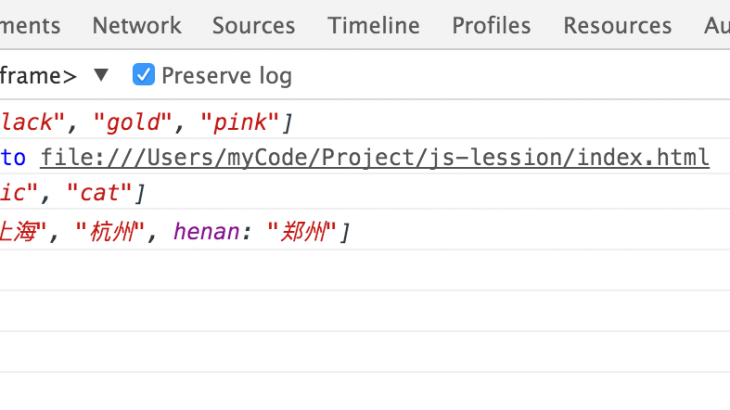 ments Network Sources Timeline Profiles Resources Au
frame> ▼ Preserve log
lack", "gold", "pink"]
to file:///Users/myCode/Project/js-lession/index.html
ic", "cat"]
上海", "杭州", henan: "郑州"]